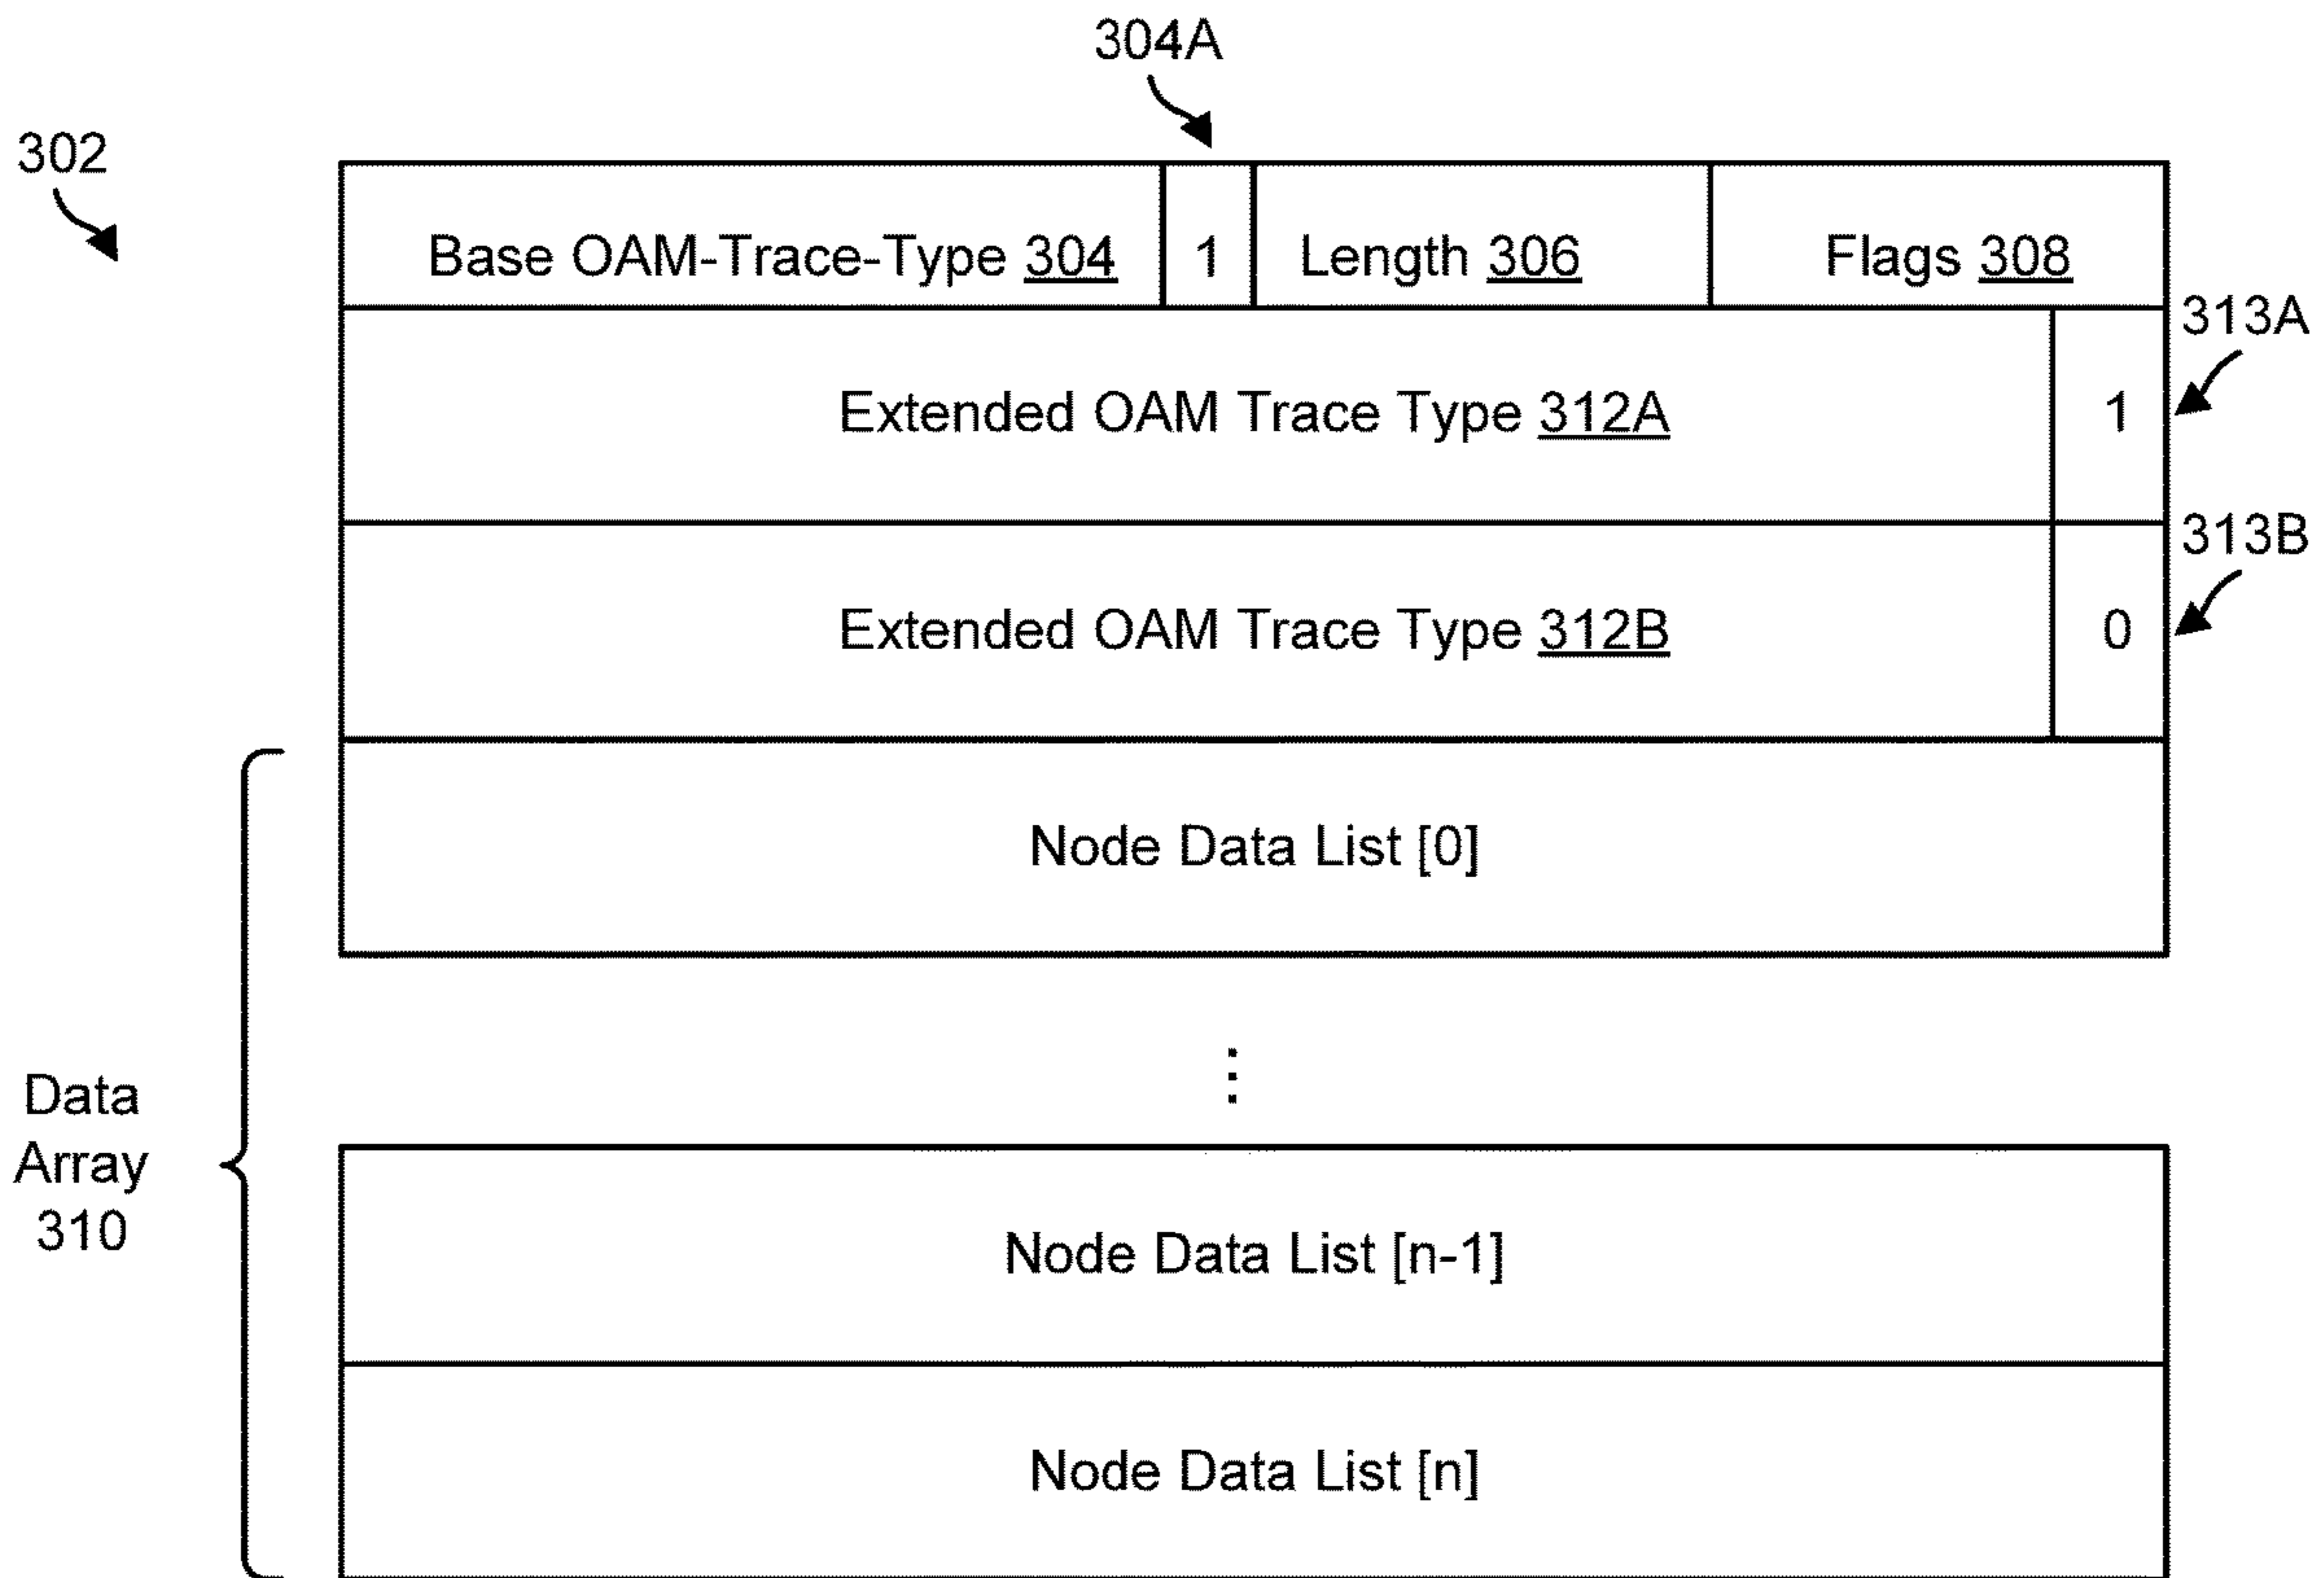 304A
302
Base OAM-Trace-Type 304 1 Length 306 Flags 308
313A
Extended OAM Trace Type 312A 1
313B
Extended OAM Trace Type 312B 0
Node Data List [0]
⋮
Data
Array
310
Node Data List [n-1]
Node Data List [n]